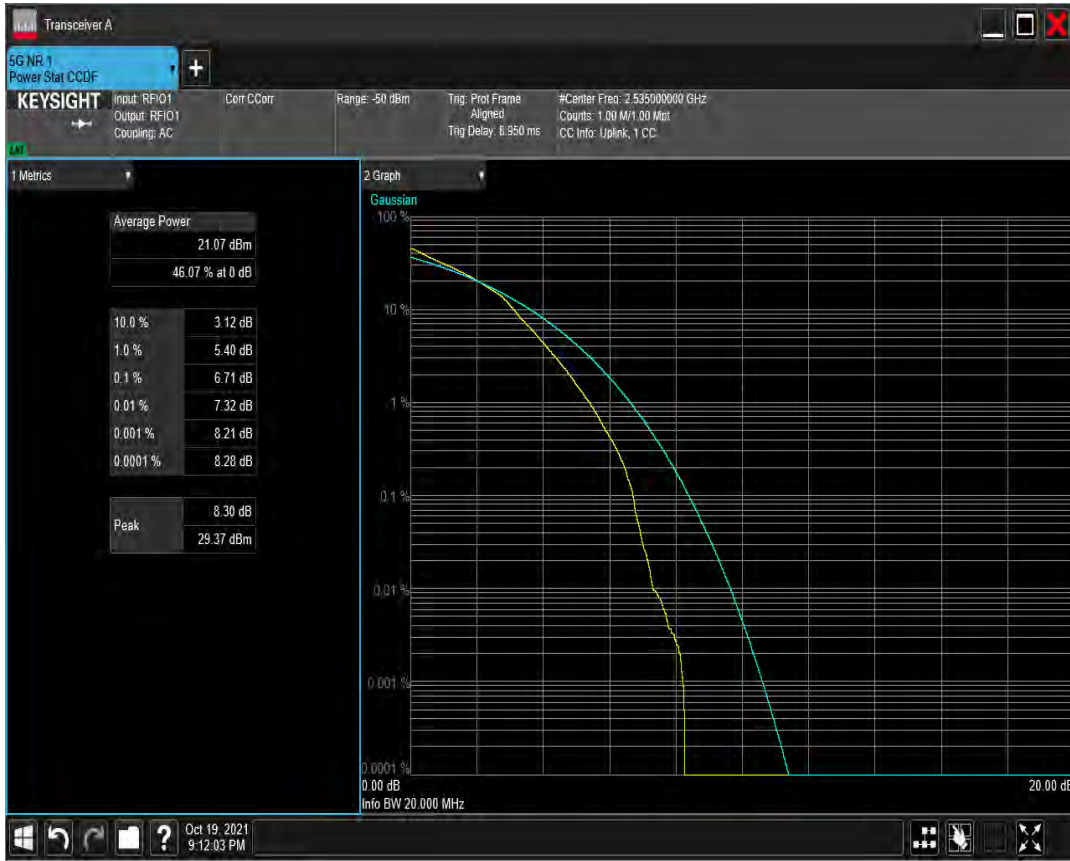 Transceiver A
5G NR 1
Power Stat CCDF
+
KEYSIGHT
Input: RFIO1
Output: RFIO1
Coupling: AC
Corr CCorr
Range: -50 dBm
Trig: Prot Frame
Aligned
Trig Delay: 8.950 ms
#Center Freq: 2.535000000 GHz
Counts: 1.00 M/1.00 Mpt
CC Info: Uplink, 1 CC
1 Metrics
Average Power
21.07 dBm
46.07 % at 0 dB
10.0 % 3.12 dB
1.0 % 5.40 dB
0.1 % 6.71 dB
0.01 % 7.32 dB
0.001 % 8.21 dB
0.0001 % 8.28 dB
Peak
8.30 dB
29.37 dBm
2 Graph
Gaussian
100 %
10 %
1 %
0.1 %
0.01 %
0.001 %
0.0001 %
0.00 dB
20.00 dB
Info BW 20.000 MHz
?
Oct 19, 2021
9:12:03 PM